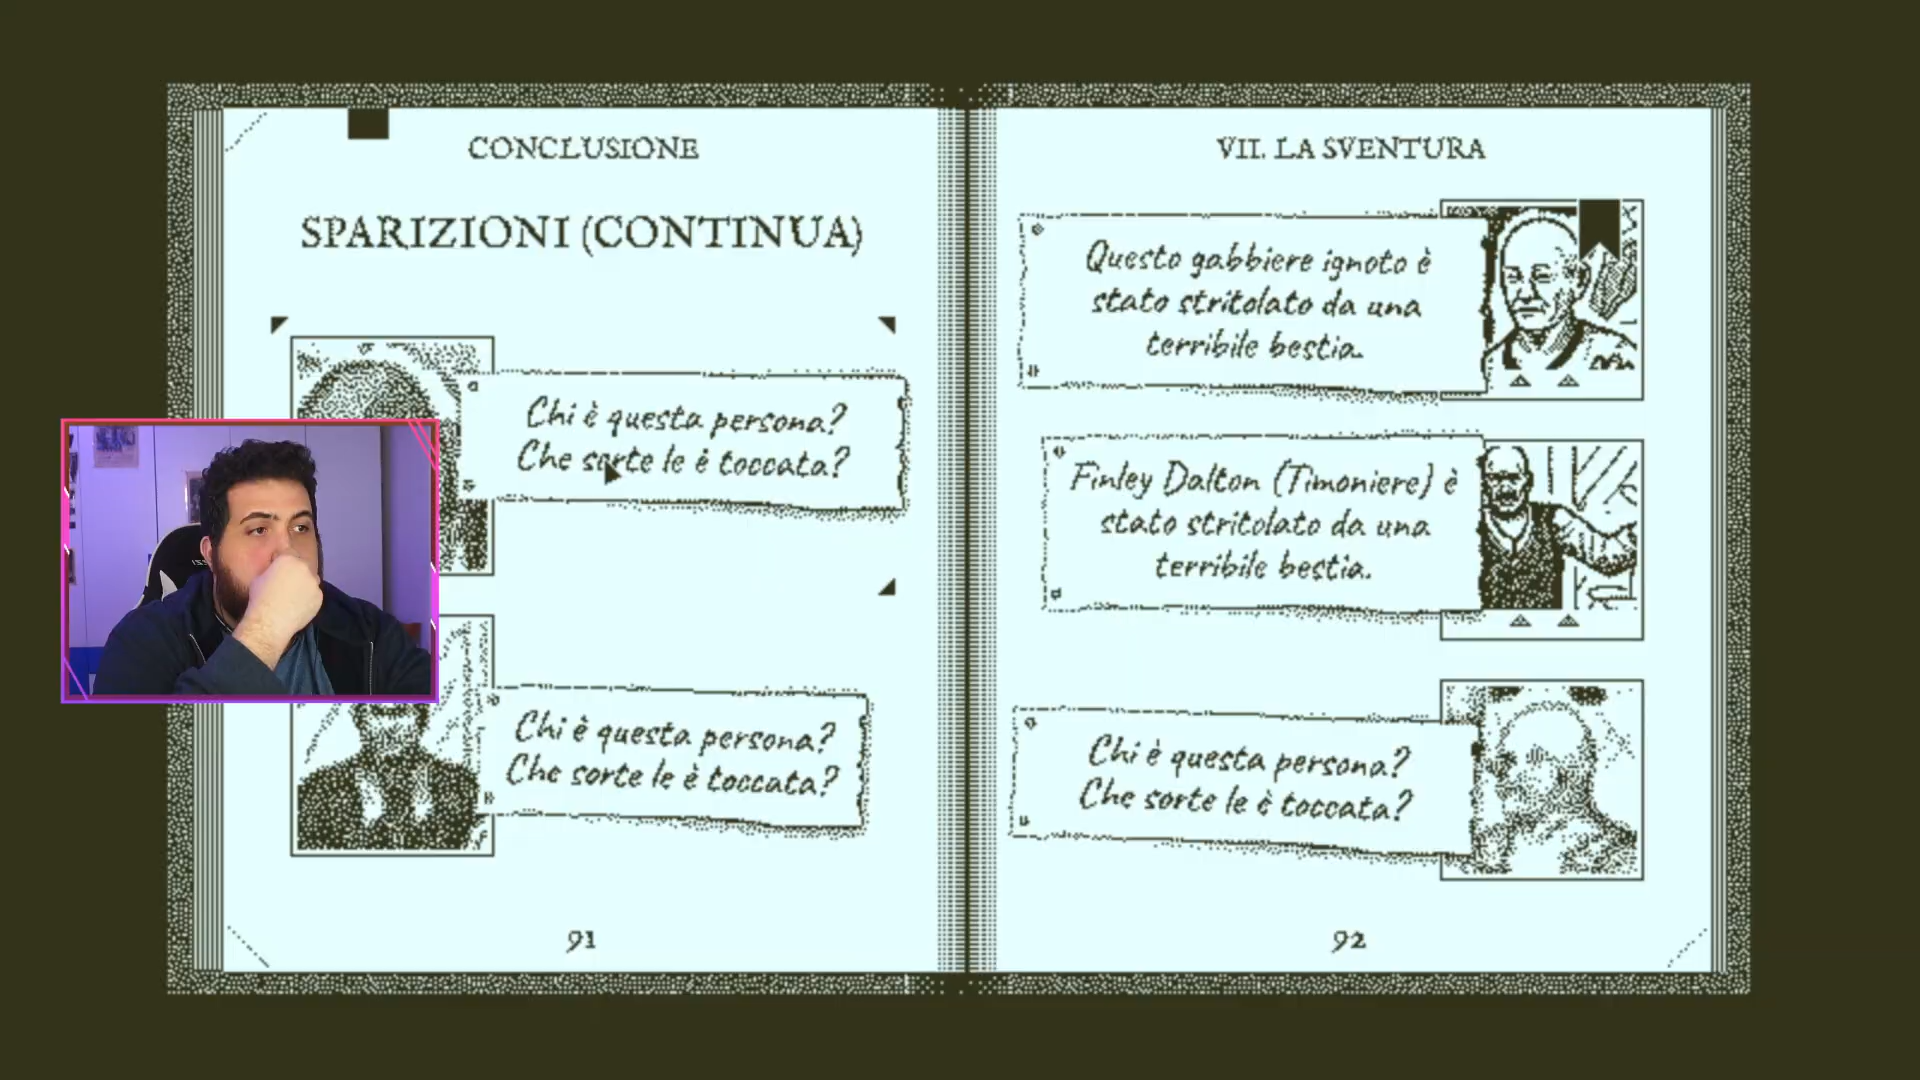 CONCLUSIONE
SPARIZIONI (CONTINUA)
Chi è questa persona?
Che sorte le è toccata?
Chi è questa persona?
Che sorte le è toccata?
91
VII. LA SVENTURA
Questo gabbiere ignoto è
stato stritolato da una
terribile bestia.
Finley Dalton (Timoniere) è
stato stritolato da una
terribile bestia.
Chi è questa persona?
Che sorte le è toccata?
92